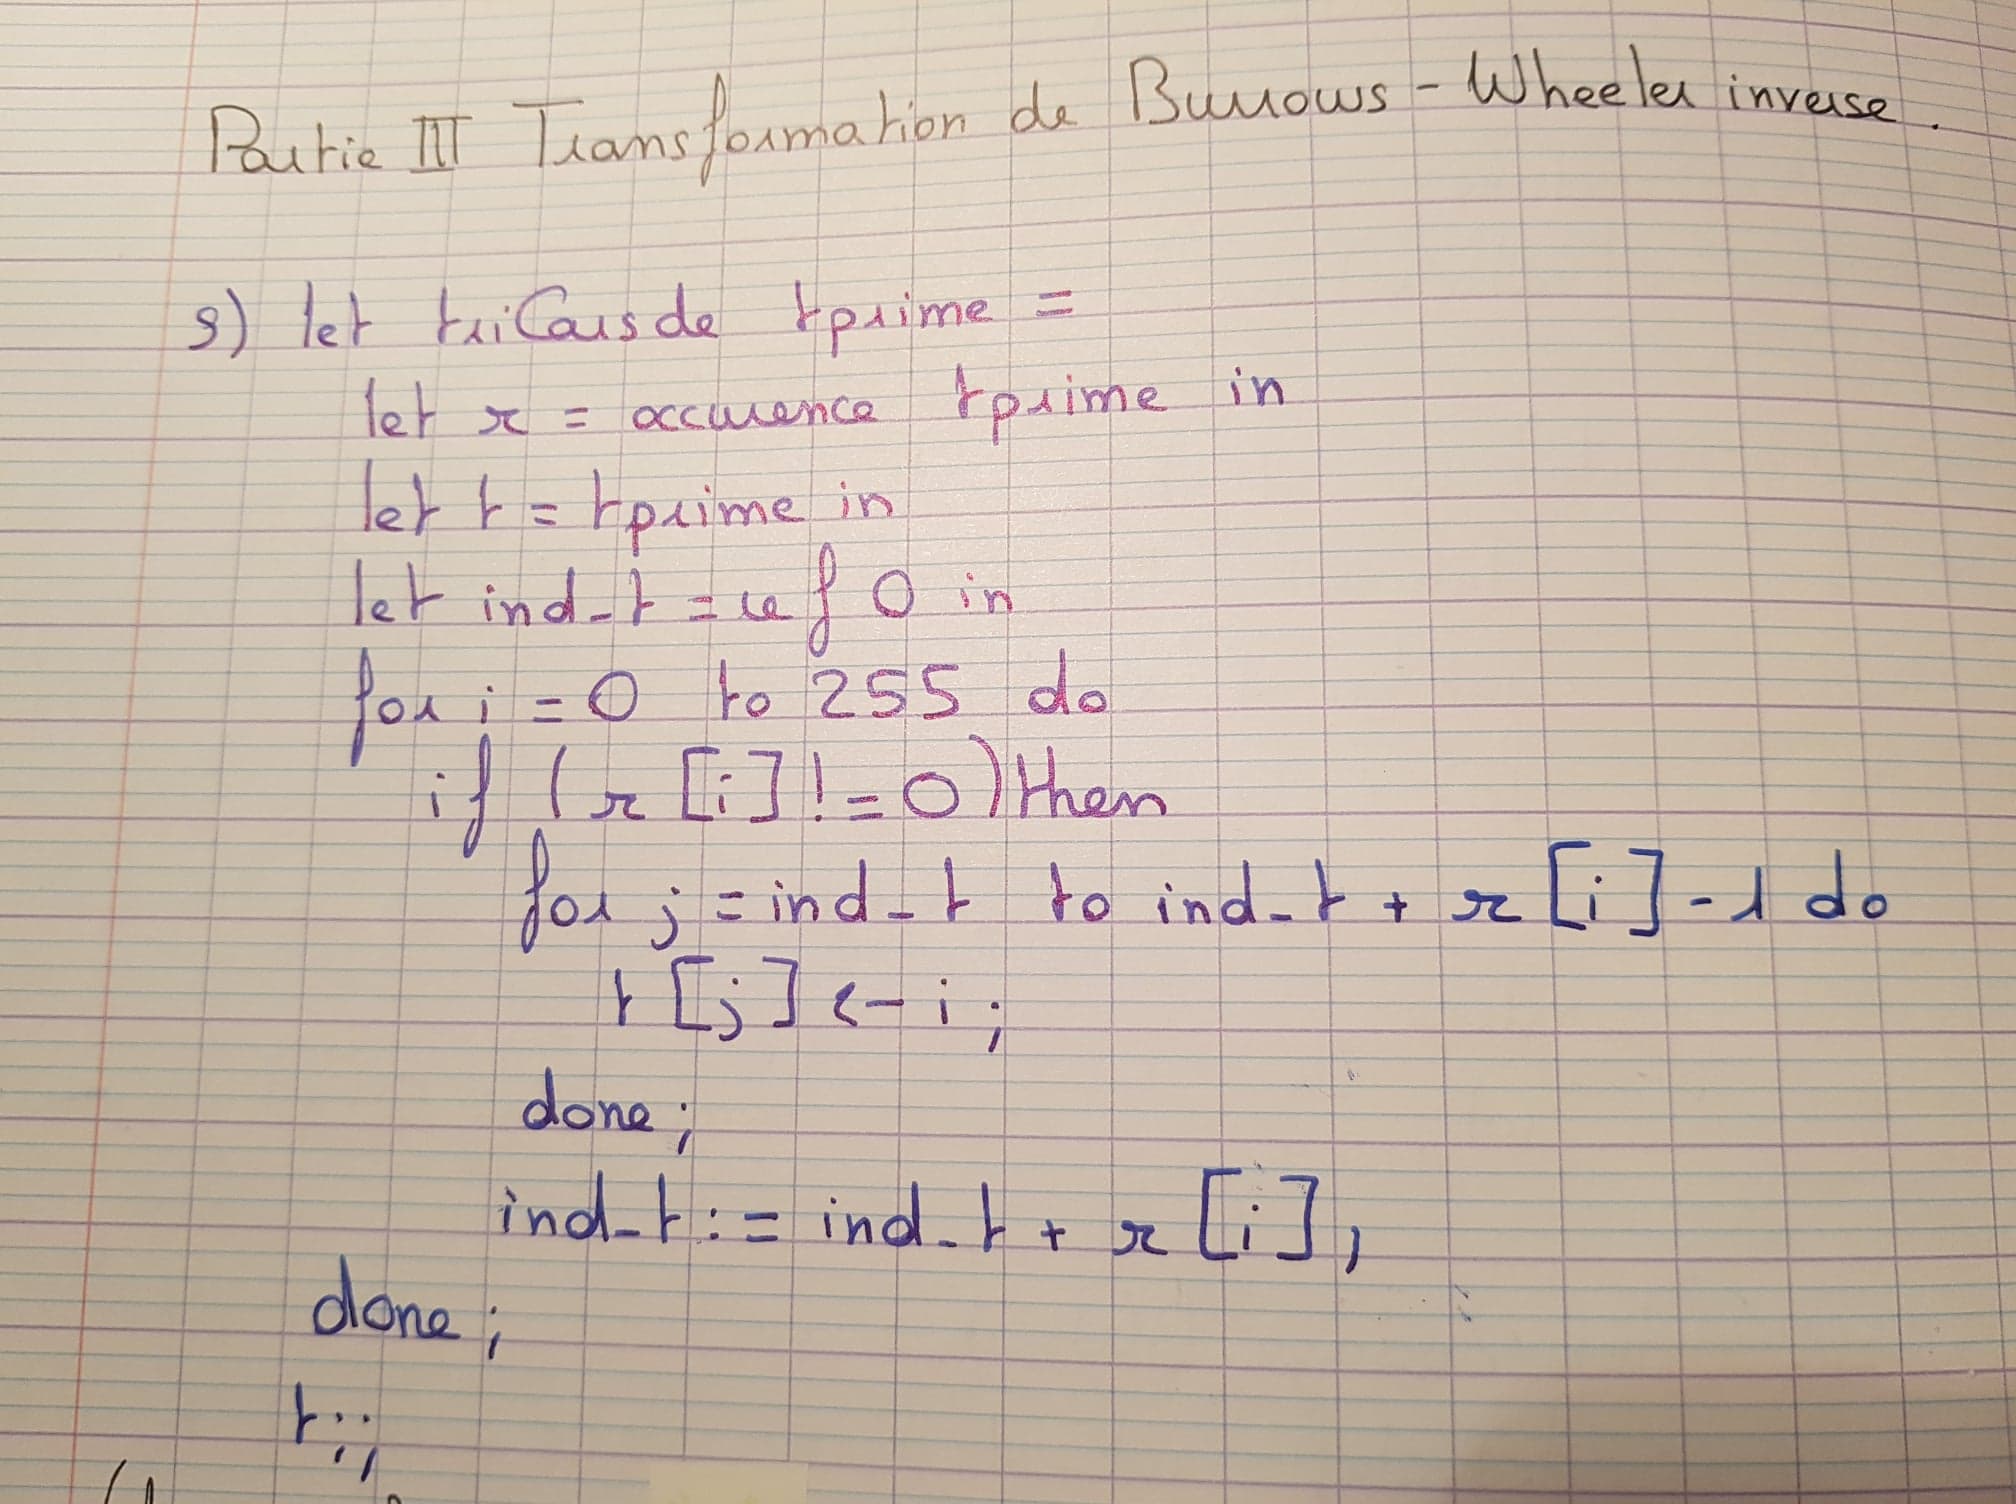 Partie III Transformation de Burrows - Wheeler inverse.
9) let triCarsde tprime =
let r = occurence tprime in
let t = tprime in
let ind_t = ref 0 in
for i = 0 to 255 do
if (r [i] != 0) then
for j = ind_t to ind_t + r [i] - 1 do
t [j] <- i ;
done ;
ind_t := ind_t + r [i] ;
done ;
t ;;